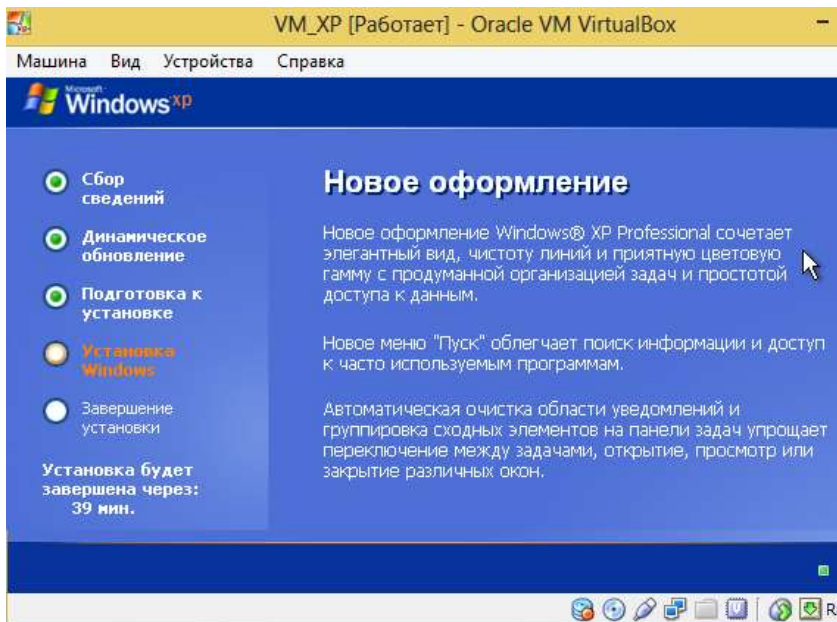 VM_XP [Работает] - Oracle VM VirtualBox
Машина Вид Устройства Справка
Microsoft
Windows xp
Сбор
сведений
Динамическое
обновление
Подготовка к
установке
Установка
Windows
Завершение
установки
Установка будет
завершена через:
39 мин.
Новое оформление
Новое оформление Windows® XP Professional сочетает
элегантный вид, чистоту линий и приятную цветовую
гамму с продуманной организацией задач и простотой
доступа к данным.
Новое меню "Пуск" облегчает поиск информации и доступ
к часто используемым программам.
Автоматическая очистка области уведомлений и
группировка сходных элементов на панели задач упрощает
переключение между задачами, открытие, просмотр или
закрытие различных окон.
R